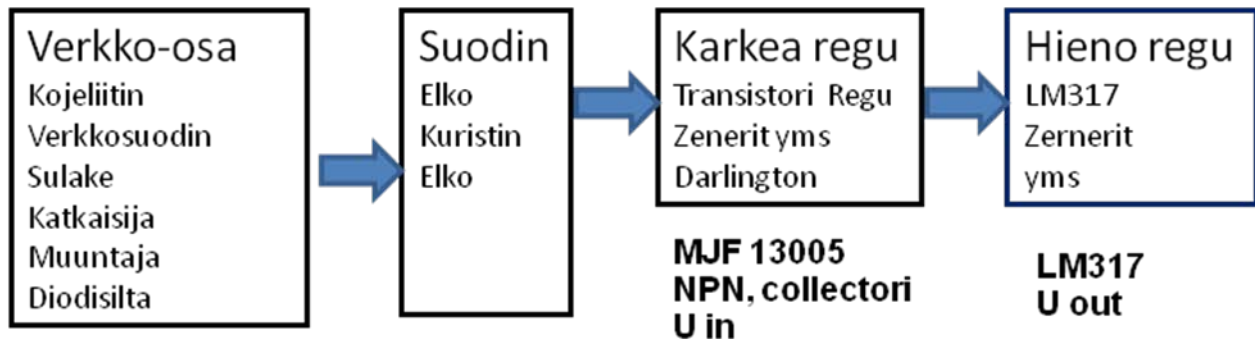 Verkko-osa
Kojeliitin
Verkkosuodin
Sulake
Katkaisija
Muuntaja
Diodisilta
Suodin
Elko
Kuristin
Elko
Karkea regu
Transistori Regu
Zenerit yms
Darlington
MJF 13005
NPN, collectori
U in
Hieno regu
LM317
Zernerit
yms
LM317
U out